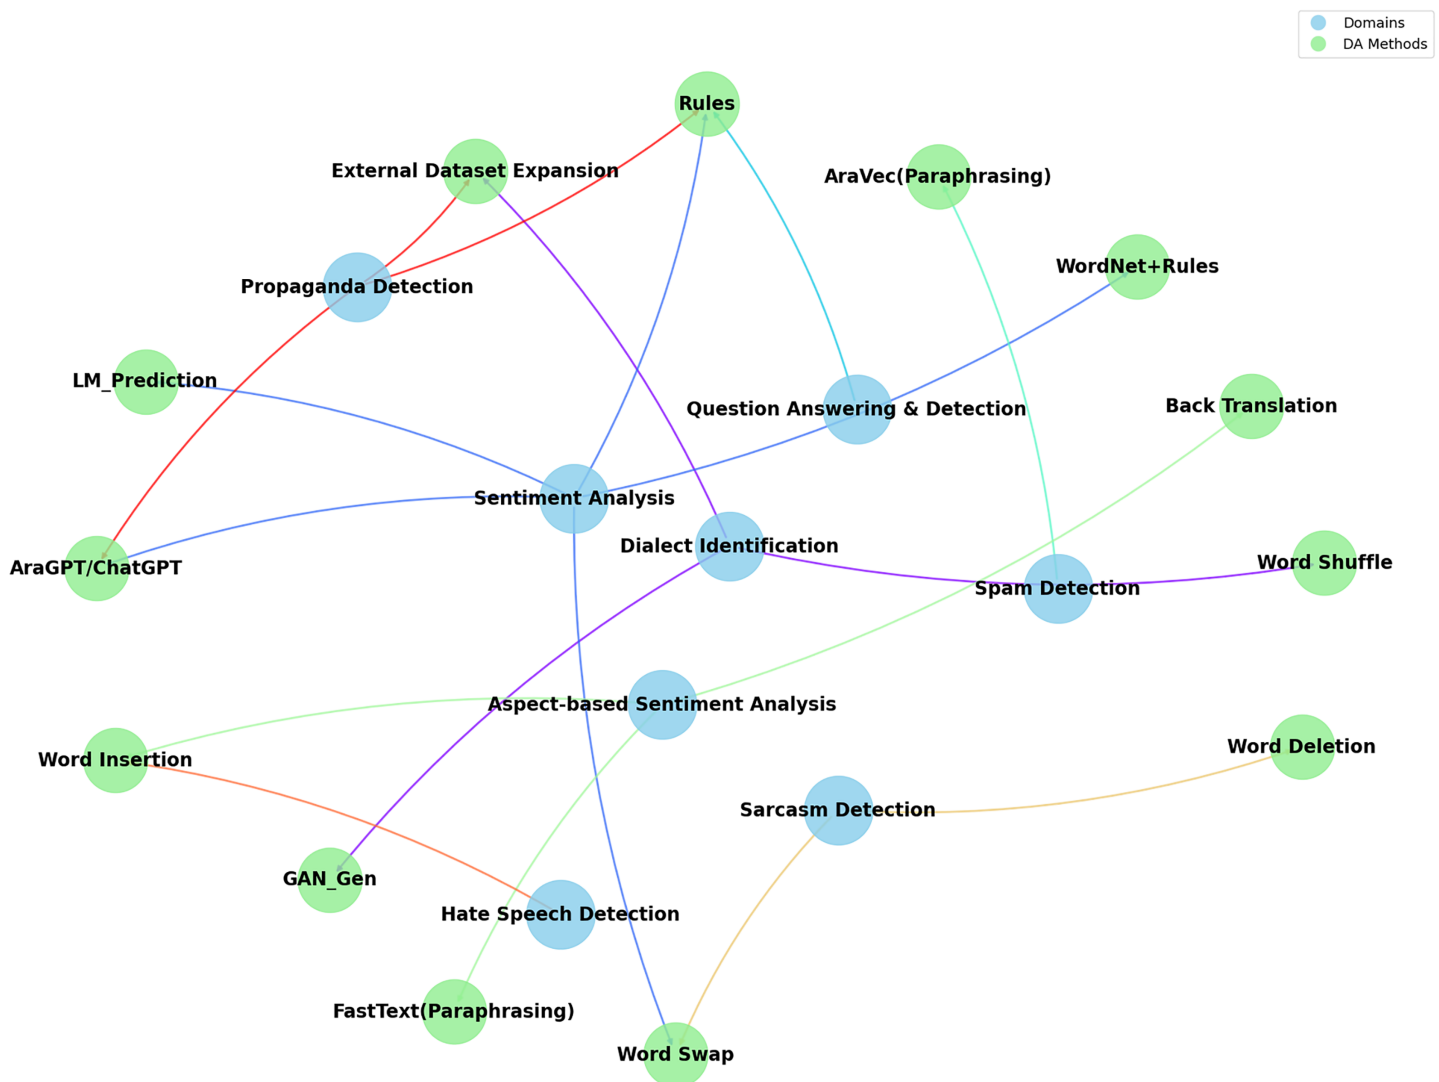 Domains
DA Methods
Rules
External Dataset Expansion
AraVec(Paraphrasing)
WordNet+Rules
Propaganda Detection
LM_Prediction
Question Answering & Detection
Back Translation
Sentiment Analysis
Dialect Identification
AraGPT/ChatGPT
Word Shuffle
Spam Detection
Aspect-based Sentiment Analysis
Word Insertion
Word Deletion
Sarcasm Detection
GAN_Gen
Hate Speech Detection
FastText(Paraphrasing)
Word Swap